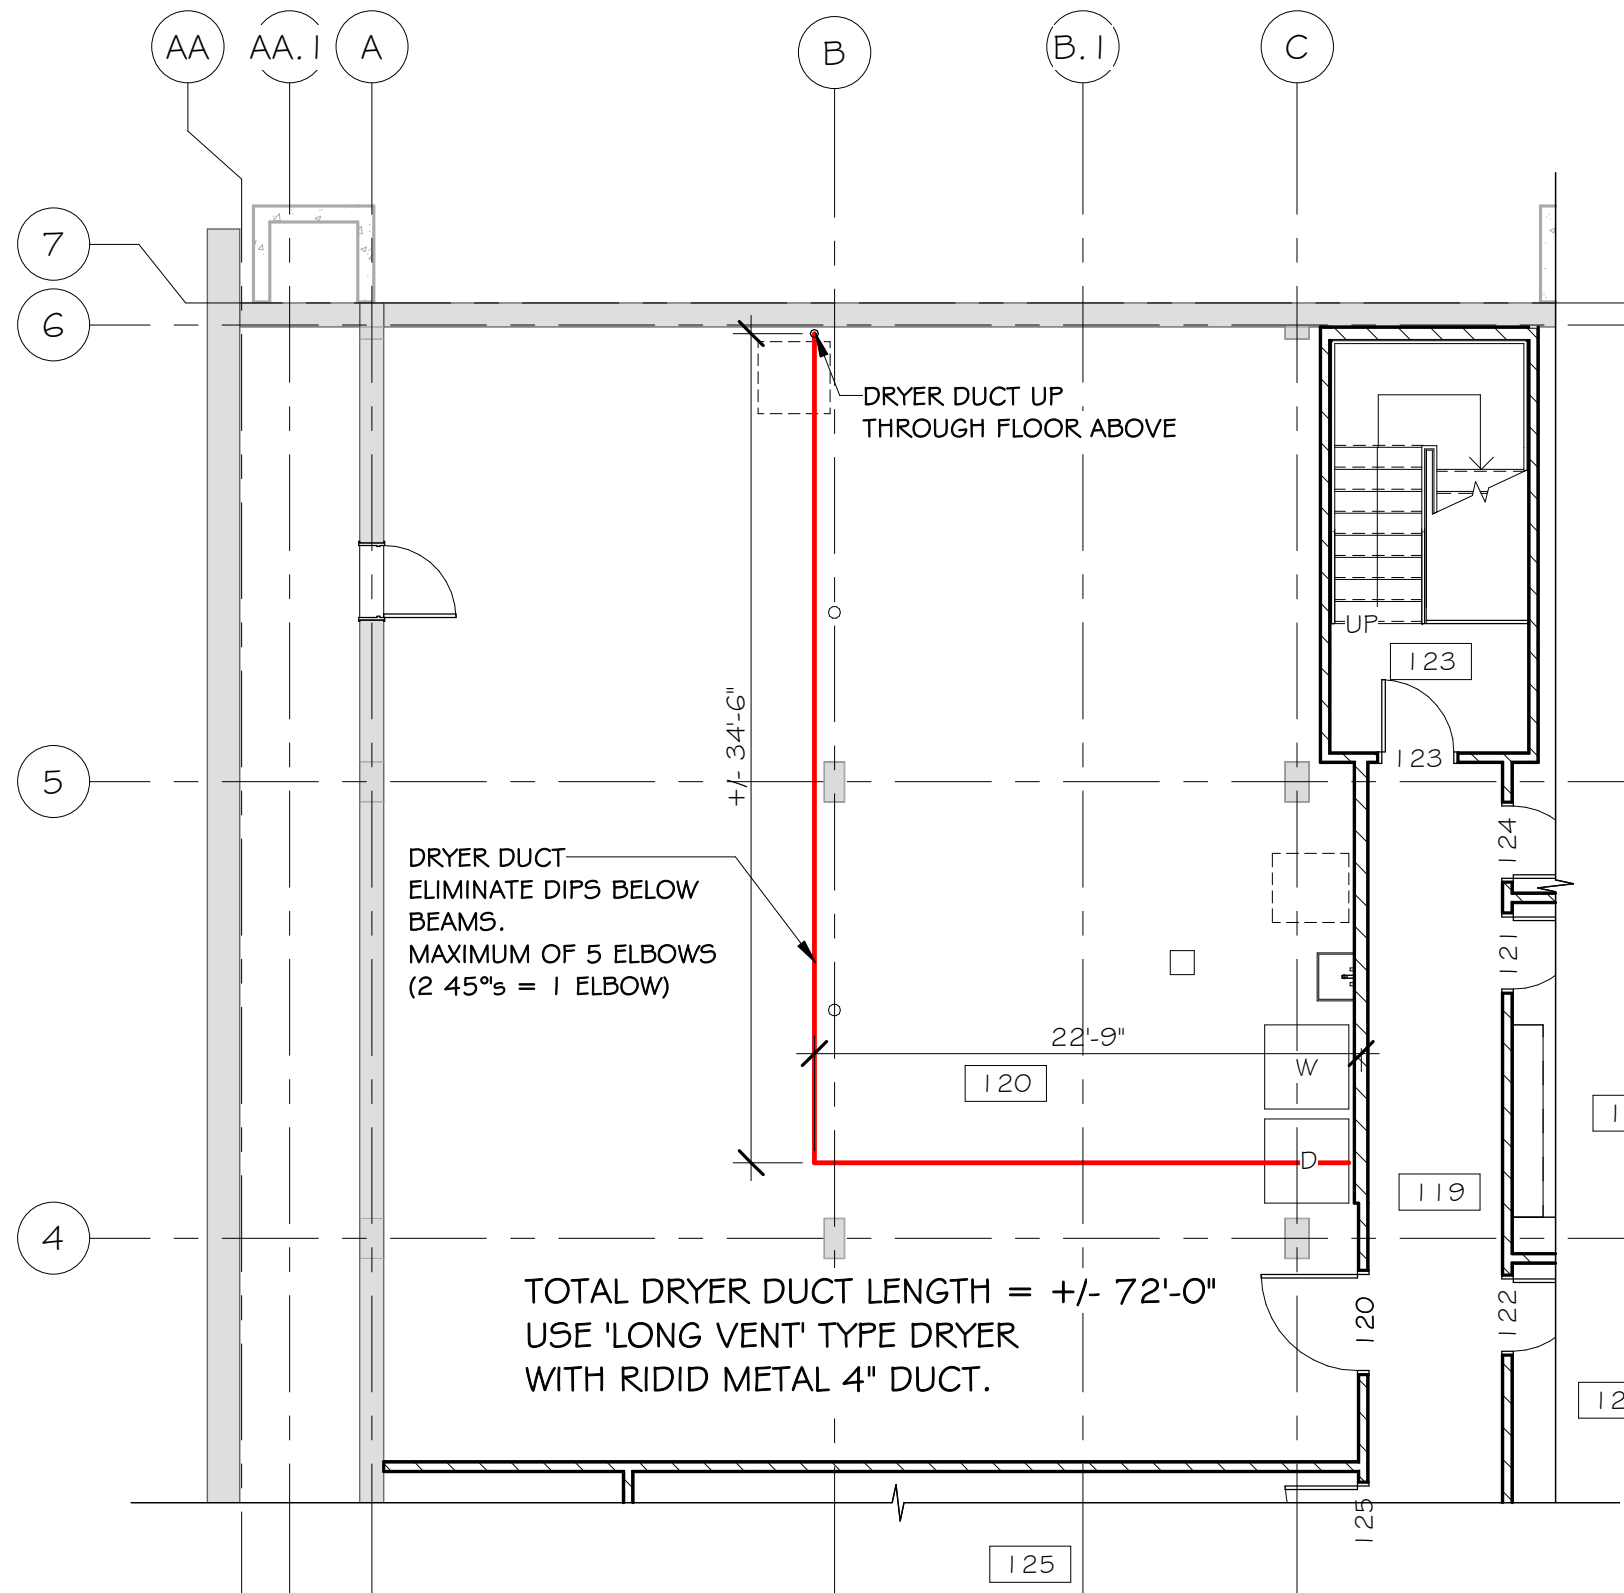 AA
AA.1
A
B
B.1
C
7
6
DRYER DUCT UP
THROUGH FLOOR ABOVE
UP
123
123
+/- 34'-6"
5
124
DRYER DUCT
ELIMINATE DIPS BELOW
BEAMS.
MAXIMUM OF 5 ELBOWS
(2 45°'s = 1 ELBOW)
121
22'-9"
W
120
D
119
4
TOTAL DRYER DUCT LENGTH = +/- 72'-0"
USE 'LONG VENT' TYPE DRYER
WITH RIDID METAL 4" DUCT.
120
122
125
125